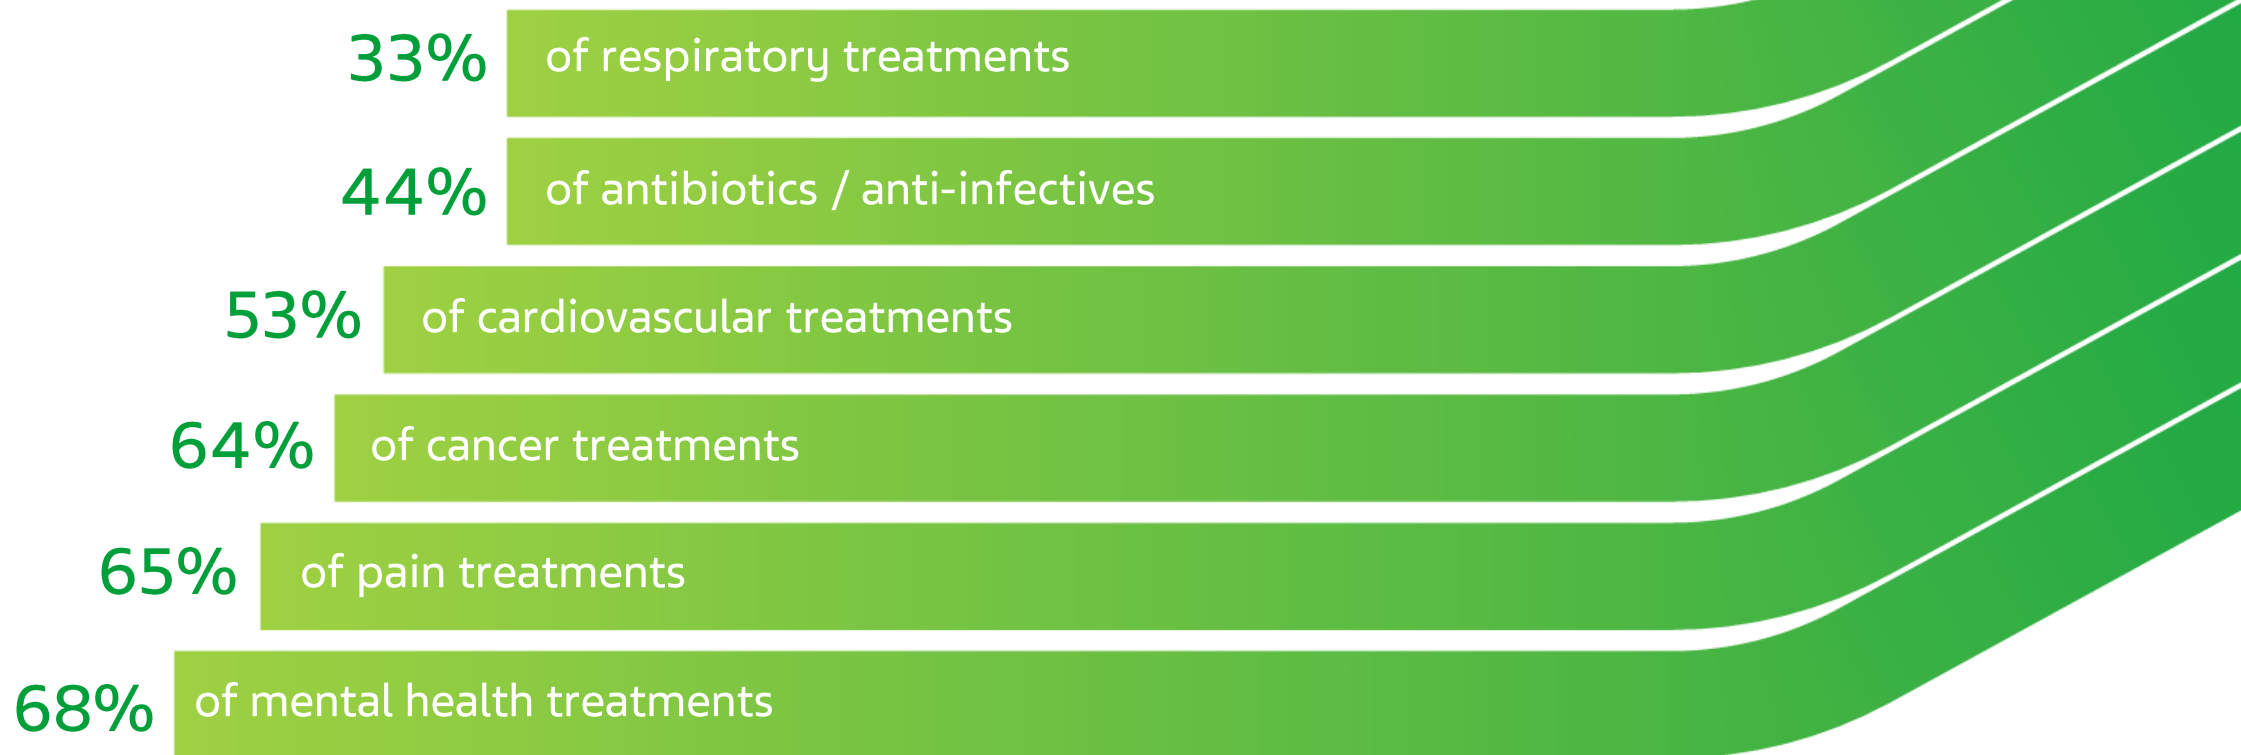 33% of respiratory treatments
44% of antibiotics / anti-infectives
53% of cardiovascular treatments
64% of cancer treatments
65% of pain treatments
68% of mental health treatments